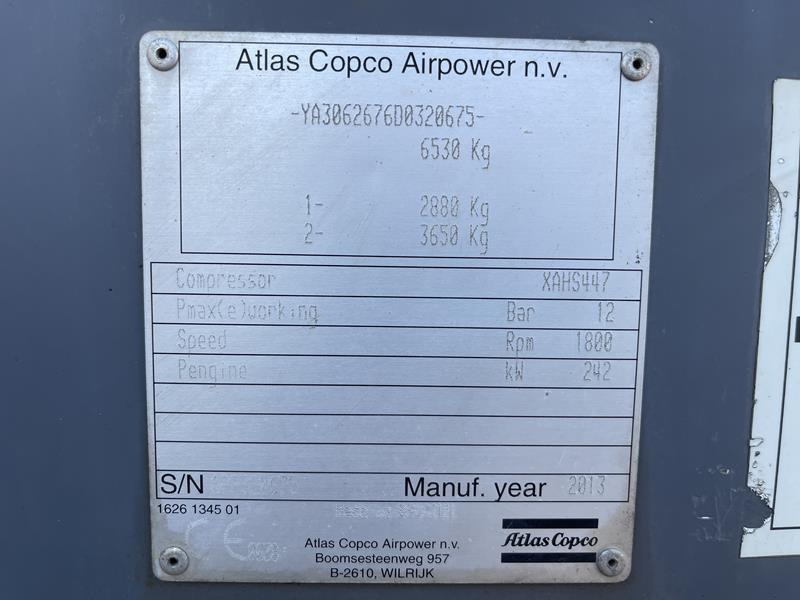 Atlas Copco Airpower n.v.
-YA3062676D0320675-
6530 Kg
1- 2880 Kg
2- 3650 Kg
Compressor XAHS447
Pmax(e)working Bar 12
Speed Rpm 1800
Pengine kW 242
S/N Manuf. year 2013
1626 1345 01
CE
Atlas Copco Airpower n.v. Atlas Copco
Boomsesteenweg 957
B-2610, WILRIJK